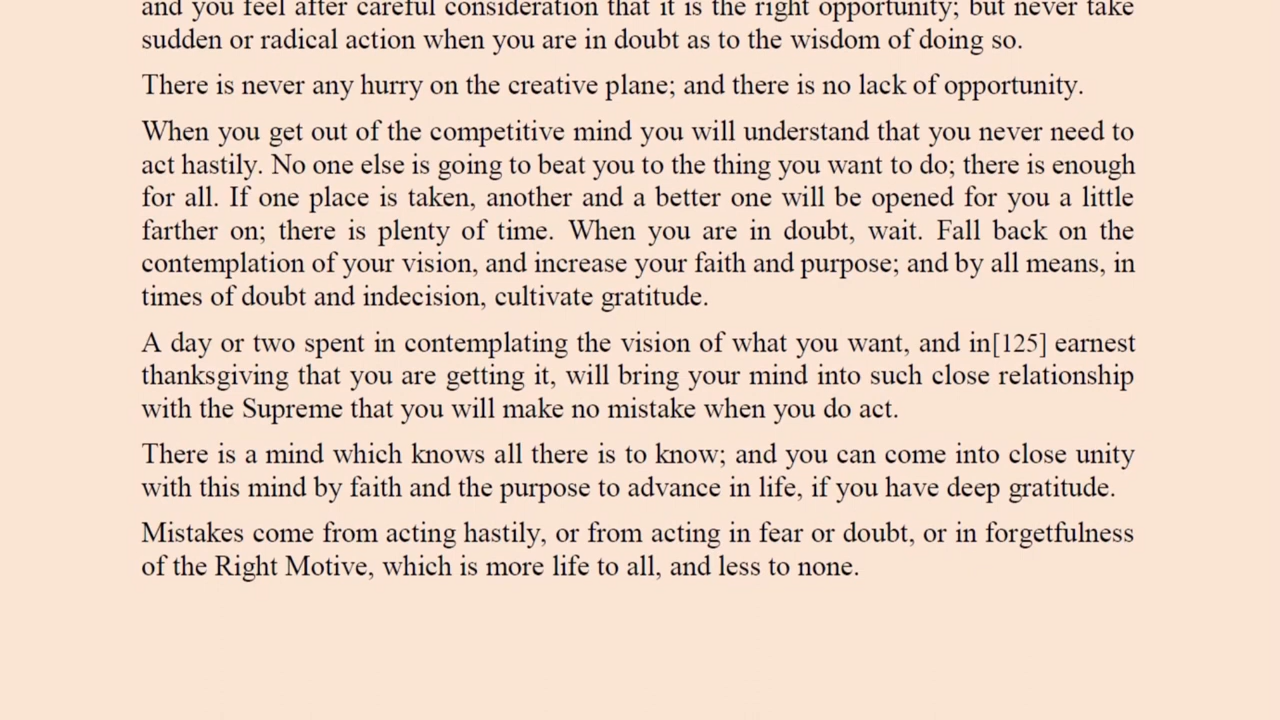 and you feel after careful consideration that it is the right opportunity; but never take
sudden or radical action when you are in doubt as to the wisdom of doing so.
There is never any hurry on the creative plane; and there is no lack of opportunity.
When you get out of the competitive mind you will understand that you never need to
act hastily. No one else is going to beat you to the thing you want to do; there is enough
for all. If one place is taken, another and a better one will be opened for you a little
farther on; there is plenty of time. When you are in doubt, wait. Fall back on the
contemplation of your vision, and increase your faith and purpose; and by all means, in
times of doubt and indecision, cultivate gratitude.
A day or two spent in contemplating the vision of what you want, and in[125] earnest
thanksgiving that you are getting it, will bring your mind into such close relationship
with the Supreme that you will make no mistake when you do act.
There is a mind which knows all there is to know; and you can come into close unity
with this mind by faith and the purpose to advance in life, if you have deep gratitude.
Mistakes come from acting hastily, or from acting in fear or doubt, or in forgetfulness
of the Right Motive, which is more life to all, and less to none.